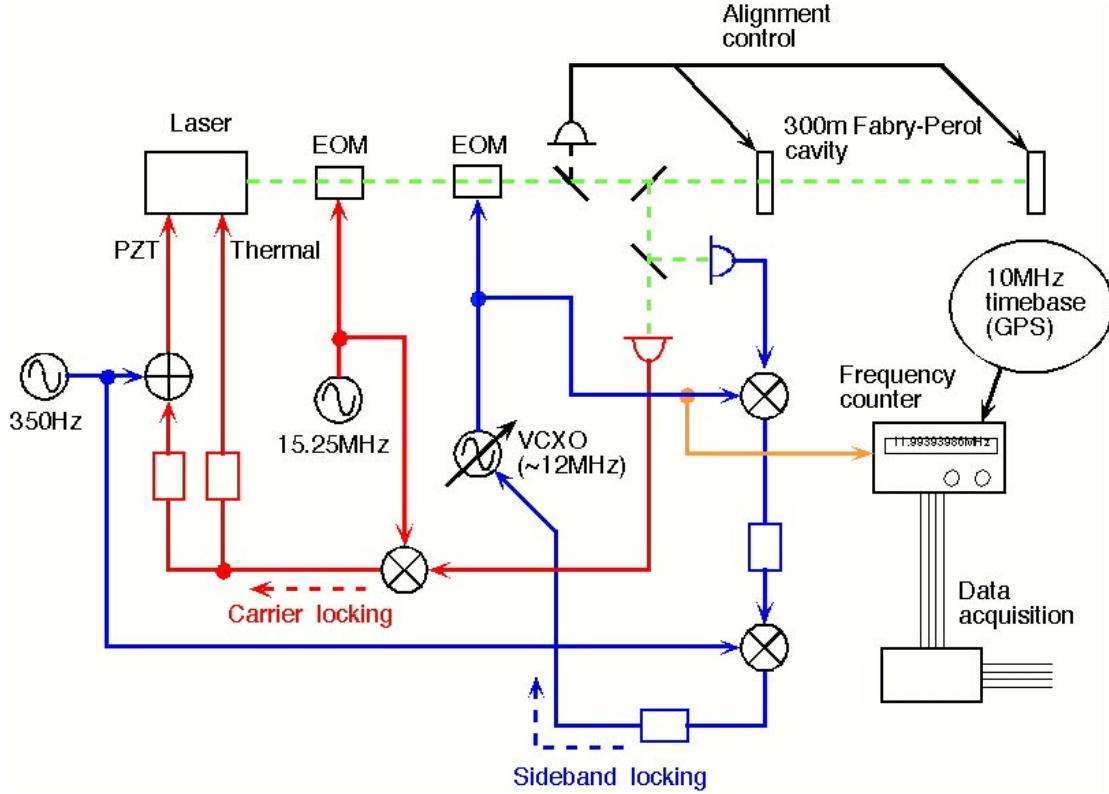 Alignment
control
Laser
EOM
EOM
300m Fabry-Perot
cavity
PZT
Thermal
10MHz
timebase
(GPS)
350Hz
15.25MHz
VCXO
(~12MHz)
Frequency
counter
11.99393986MHz
Carrier locking
Data
acquisition
Sideband locking